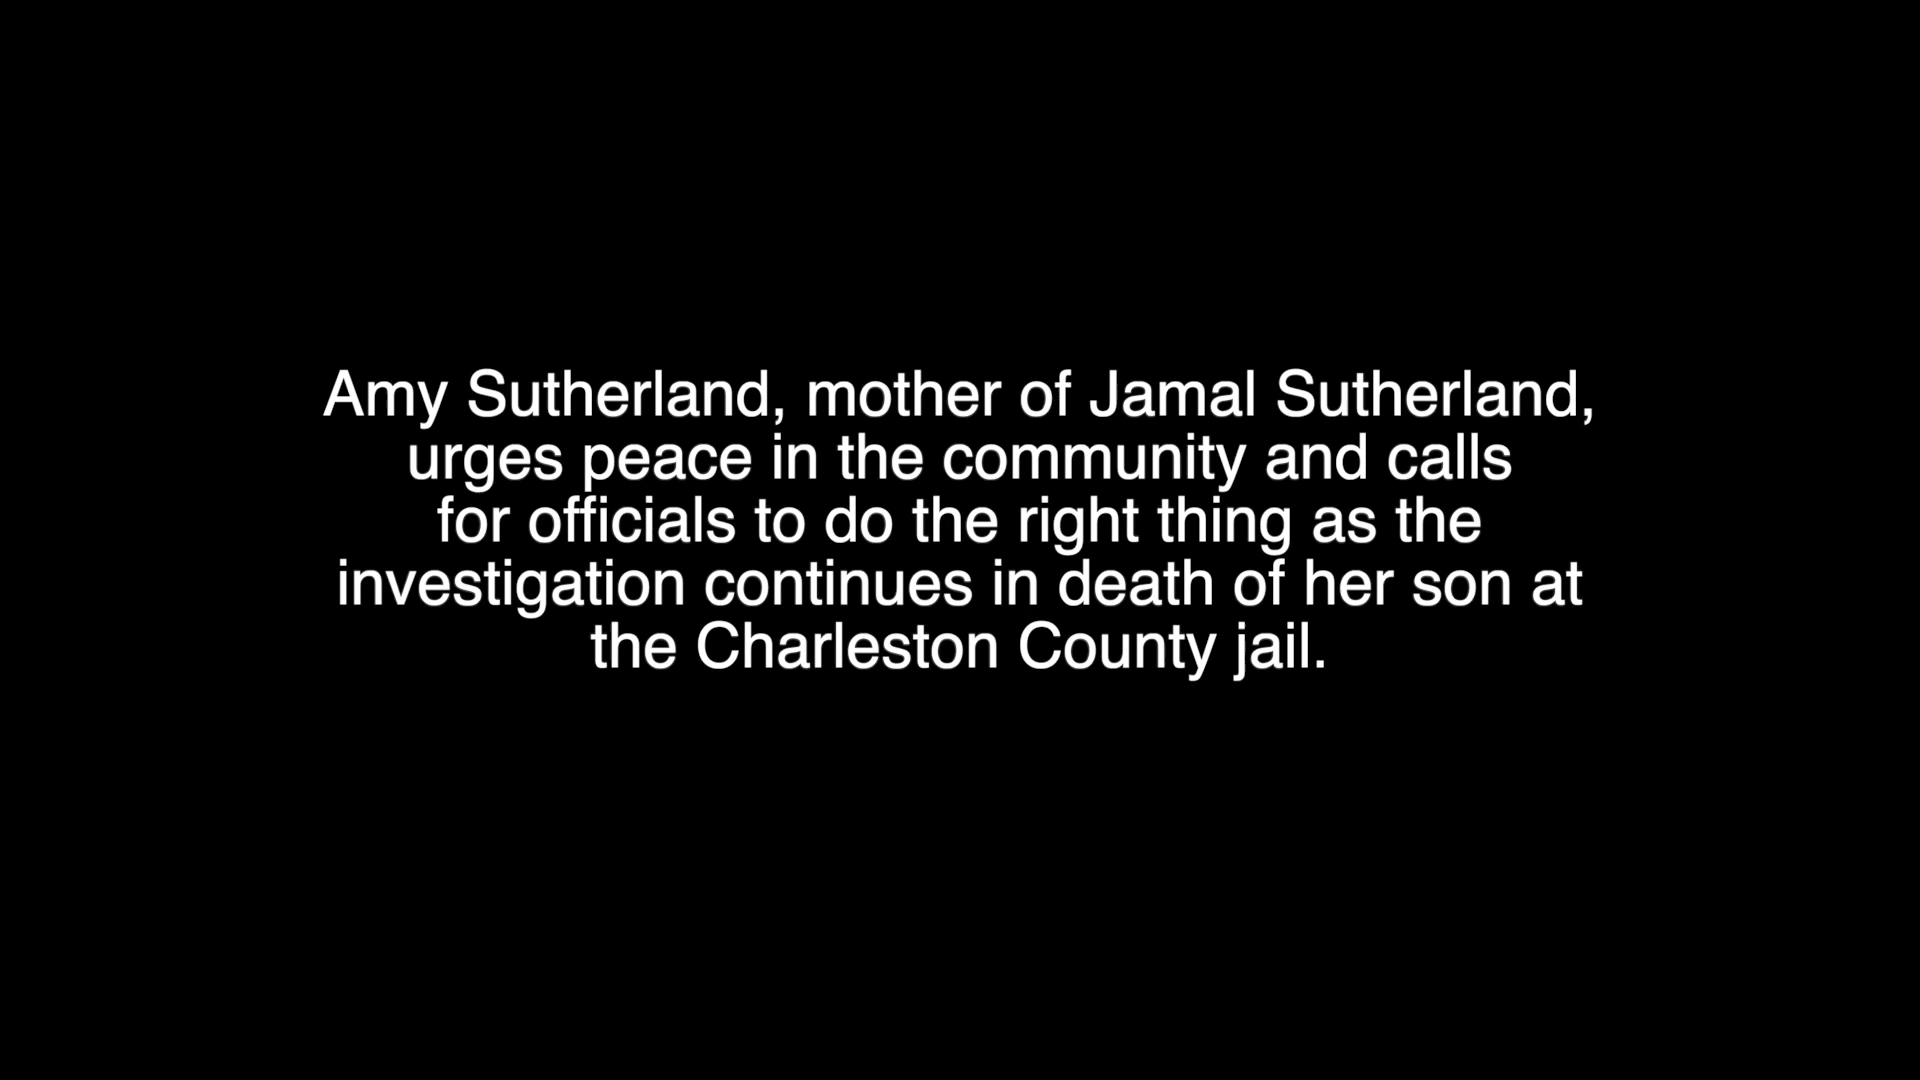 Amy Sutherland, mother of Jamal Sutherland,
urges peace in the community and calls
for officials to do the right thing as the
investigation continues in death of her son at
the Charleston County jail.